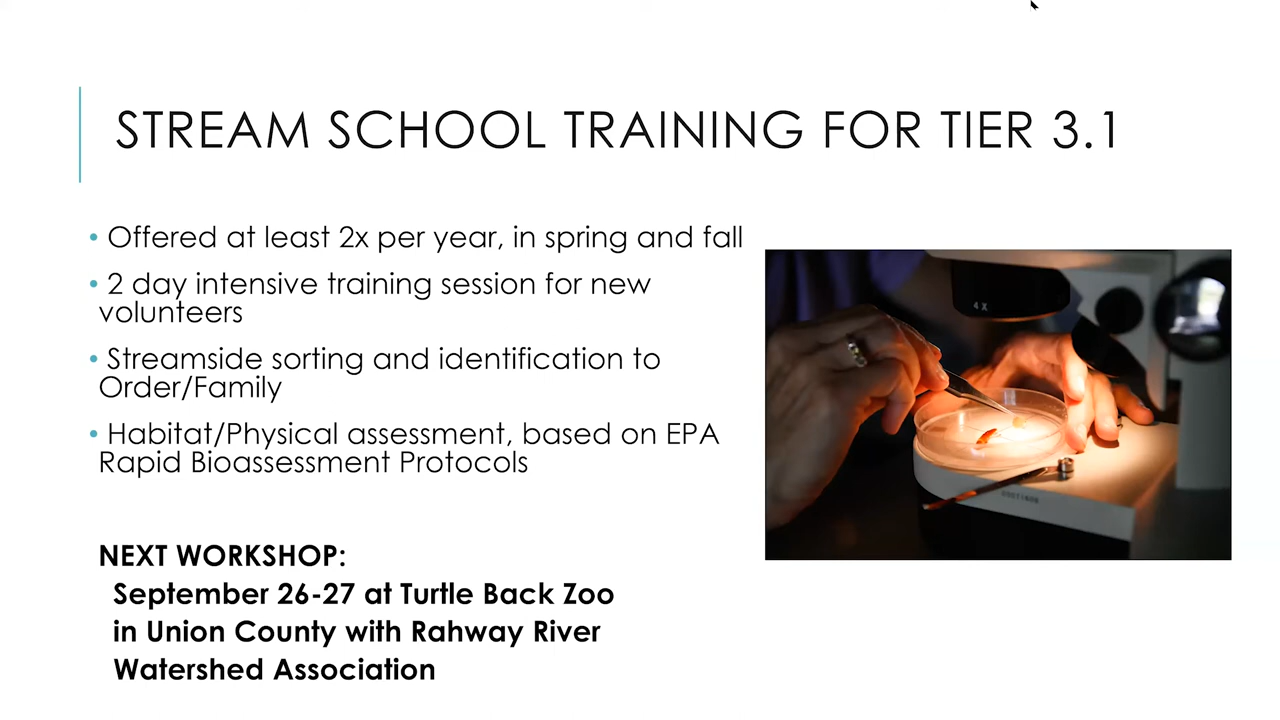 STREAM SCHOOL TRAINING FOR TIER 3.1
• Offered at least 2x per year, in spring and fall
• 2 day intensive training session for new
volunteers
• Streamside sorting and identification to
Order/Family
• Habitat/Physical assessment, based on EPA
Rapid Bioassessment Protocols
4X
NEXT WORKSHOP:
September 26-27 at Turtle Back Zoo
in Union County with Rahway River
Watershed Association